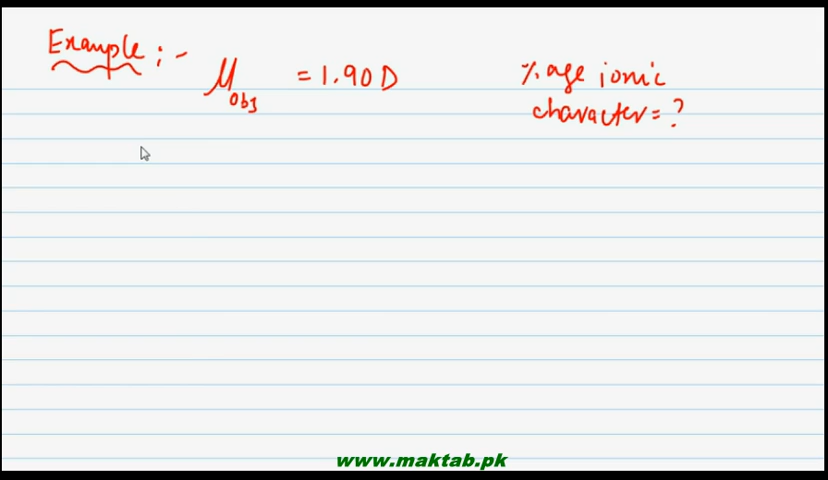 Example :-
μobs = 1.90 D
%age ionic
character = ?
www.maktab.pk